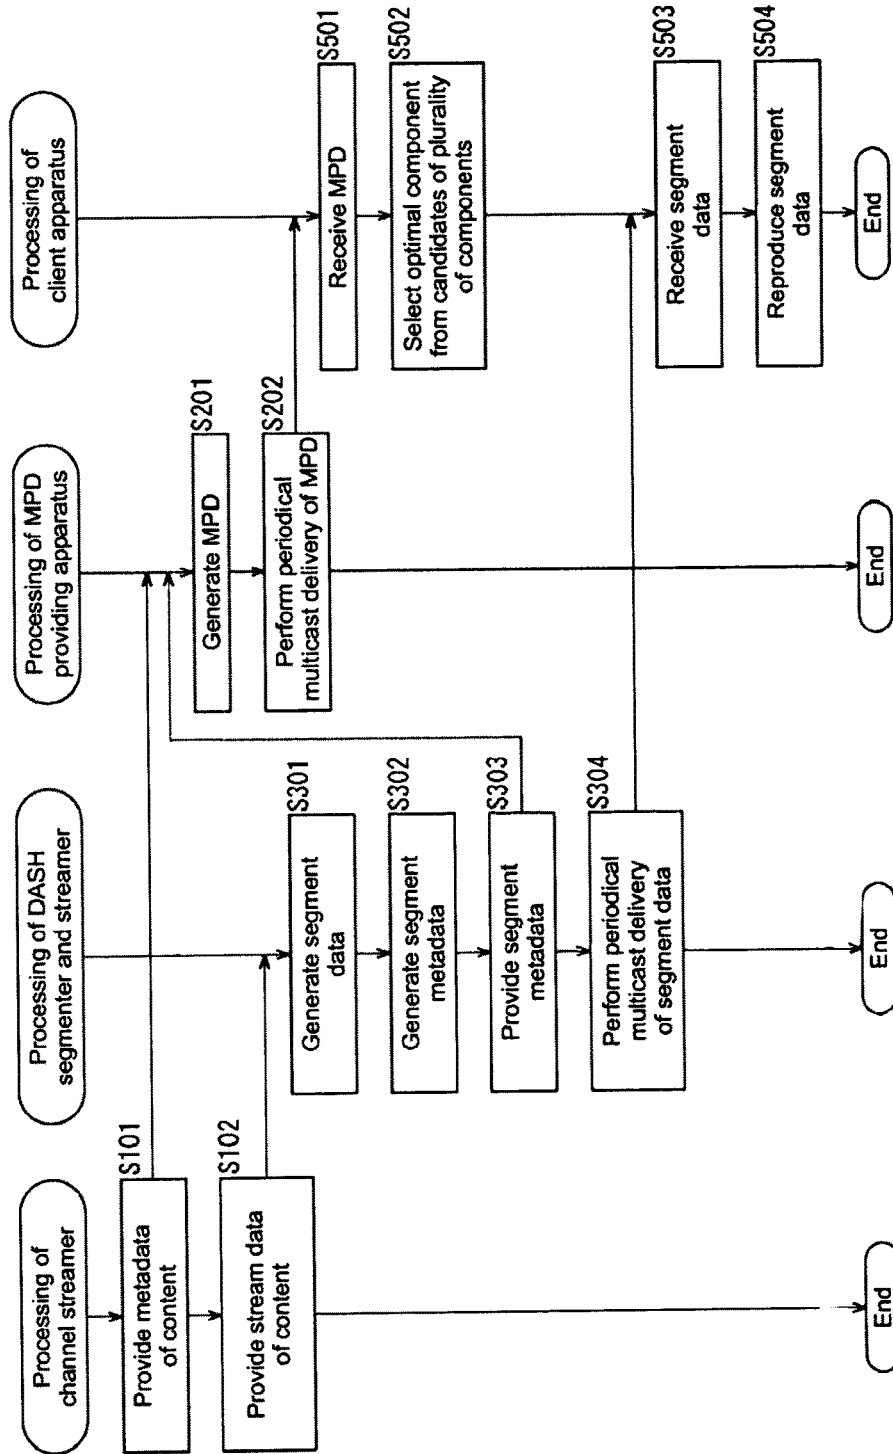 Processing of
channel streamer
S101
Provide metadata
of content
S102
Provide stream data
of content
End
Processing of DASH
segmenter and streamer
S301
Generate segment
data
S302
Generate segment
metadata
S303
Provide segment
metadata
S304
Perform periodical
multicast delivery
of segment data
End
Processing of MPD
providing apparatus
S201
Generate MPD
S202
Perform periodical
multicast delivery of MPD
End
Processing of
client apparatus
S501
Receive MPD
S502
Select optimal component
from candidates of plurality
of components
S503
Receive segment
data
S504
Reproduce segment
data
End